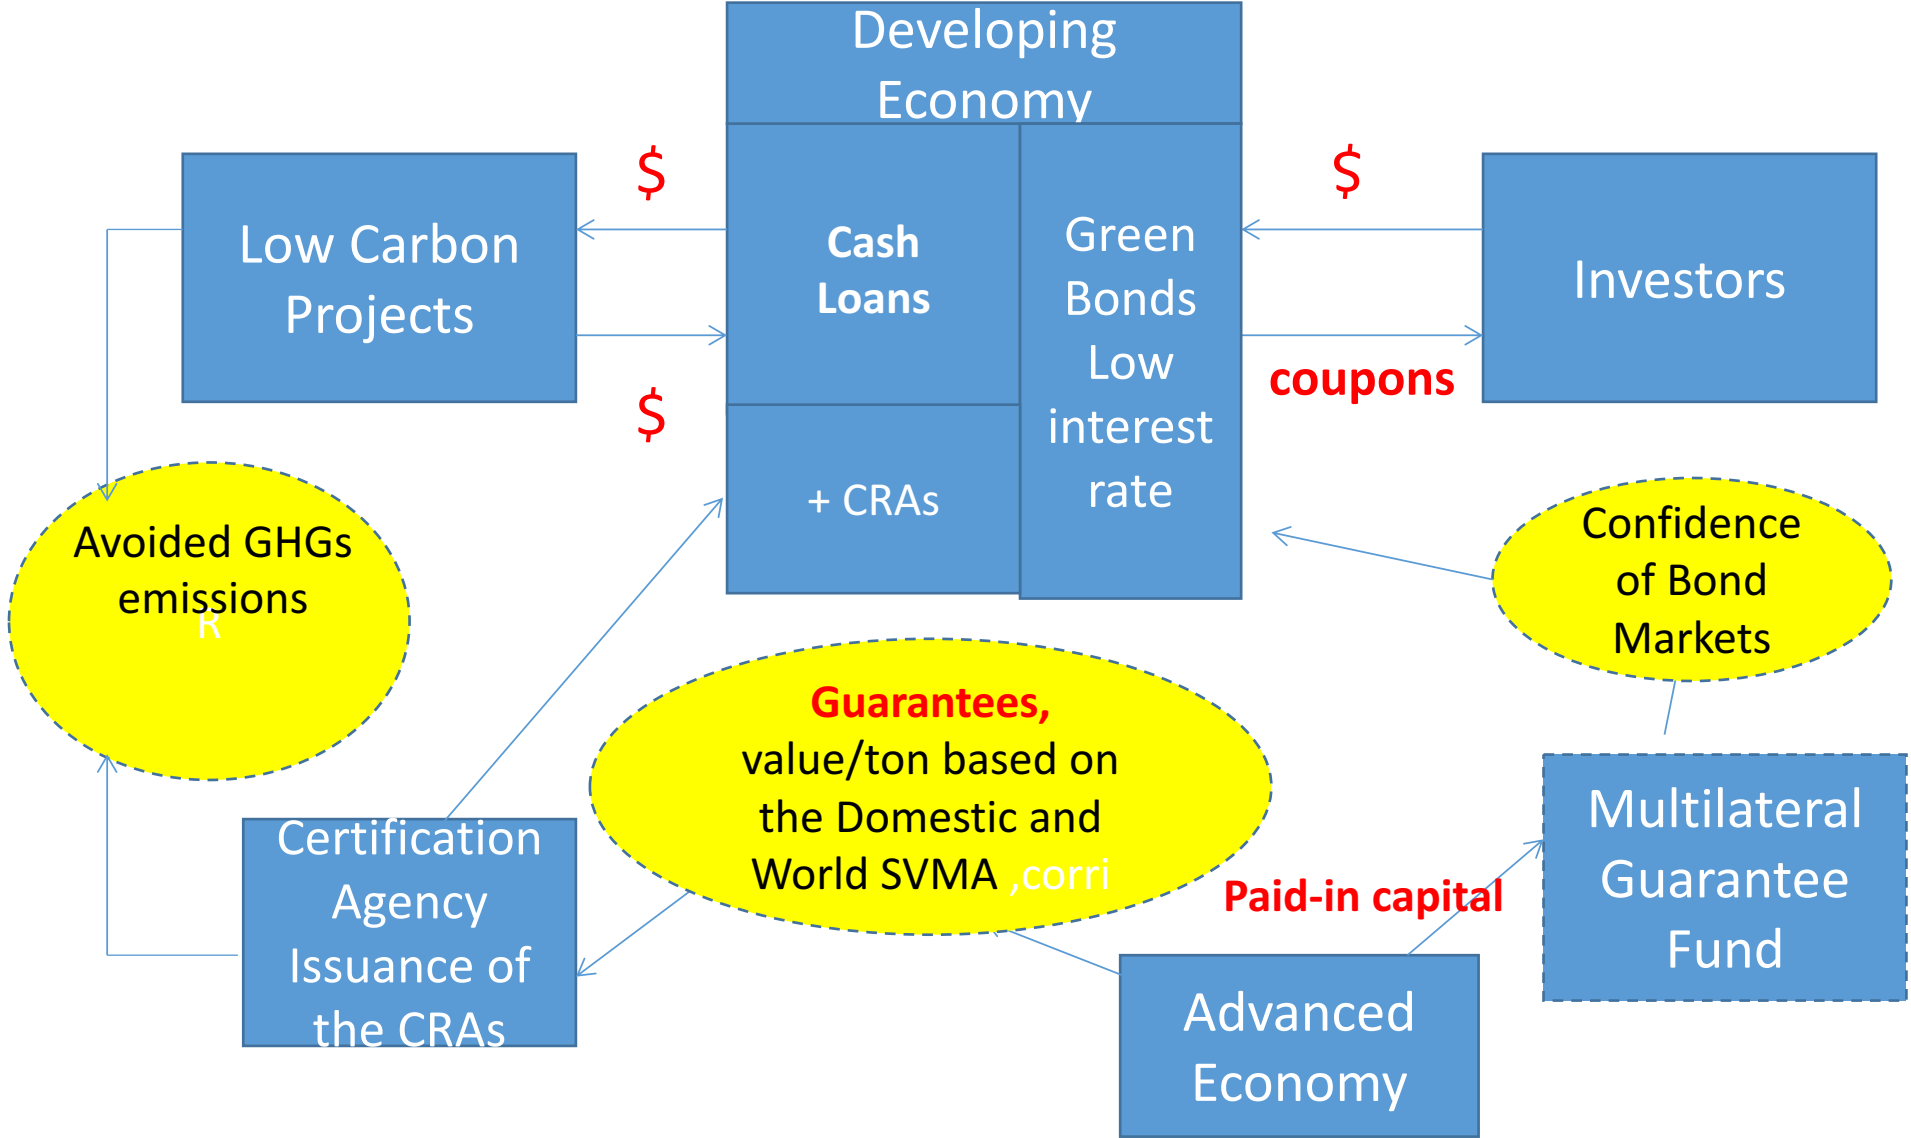 Developing
Economy
$
$
Low Carbon
Projects
Cash
Loans
Green
Bonds
Low
interest
rate
Investors
coupons
$
+ CRAs
Avoided GHGs
emissions
R
Confidence
of Bond
Markets
Guarantees,
value/ton based on
the Domestic and
World SVMA ,corri
Certification
Agency
Issuance of
the CRAs
Paid-in capital
Multilateral
Guarantee
Fund
Advanced
Economy